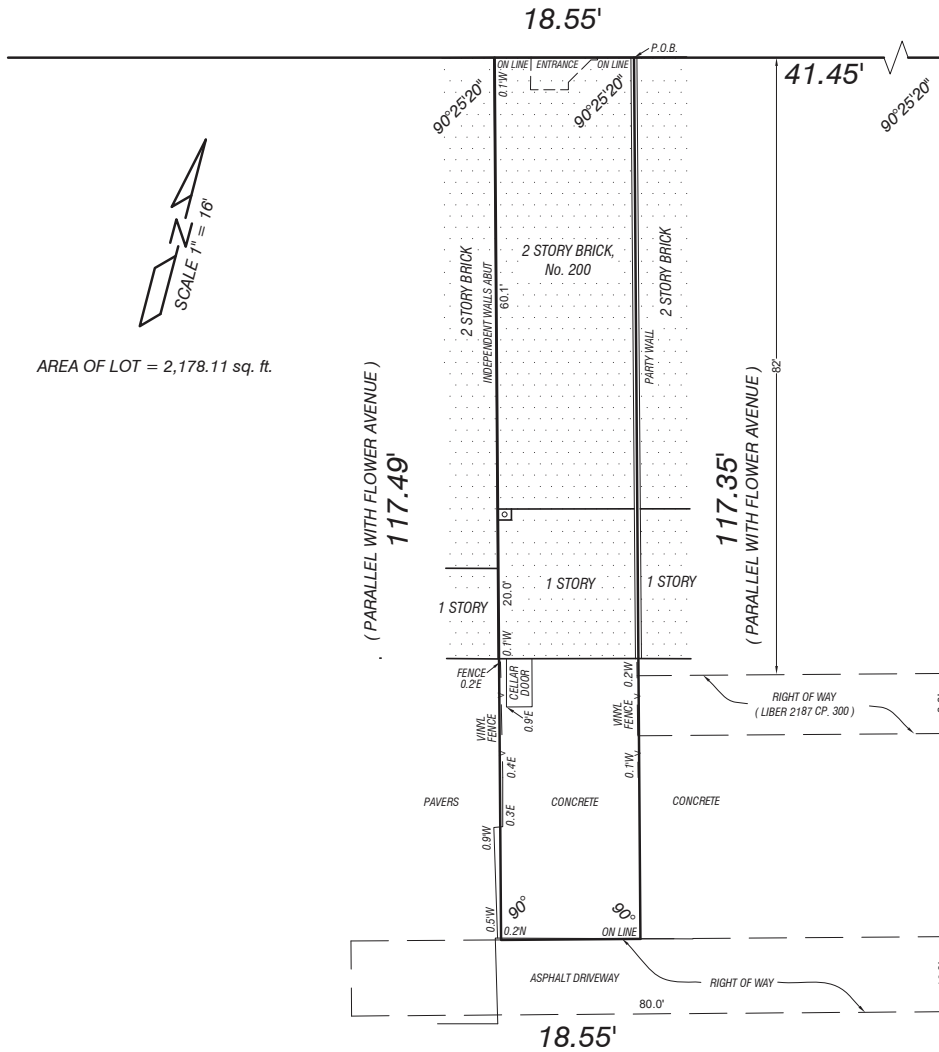 18.55'
P.O.B.
ON LINE
ENTRANCE
ON LINE
41.45'
0.1'W
90°25'20"
90°25'20"
90°25'20"
N
SCALE 1" = 16'
2 STORY BRICK
INDEPENDENT WALLS ABUT
60.1'
2 STORY BRICK,
No. 200
2 STORY BRICK
PARTY WALL
82'
AREA OF LOT = 2,178.11 sq. ft.
( PARALLEL WITH FLOWER AVENUE )
117.49'
117.35'
( PARALLEL WITH FLOWER AVENUE )
1 STORY
20.0'
1 STORY
1 STORY
0.1'W
FENCE
0.2'E
CELLAR
DOOR
0.2'W
RIGHT OF WAY
( LIBER 2187 CP. 300 )
VINYL
FENCE
0.9'E
VINYL
FENCE
0.4'E
0.1'W
PAVERS
0.3'E
CONCRETE
CONCRETE
0.9'W
90°
90°
0.5'W
0.2'N
ON LINE
ASPHALT DRIVEWAY
RIGHT OF WAY
80.0'
18.55'